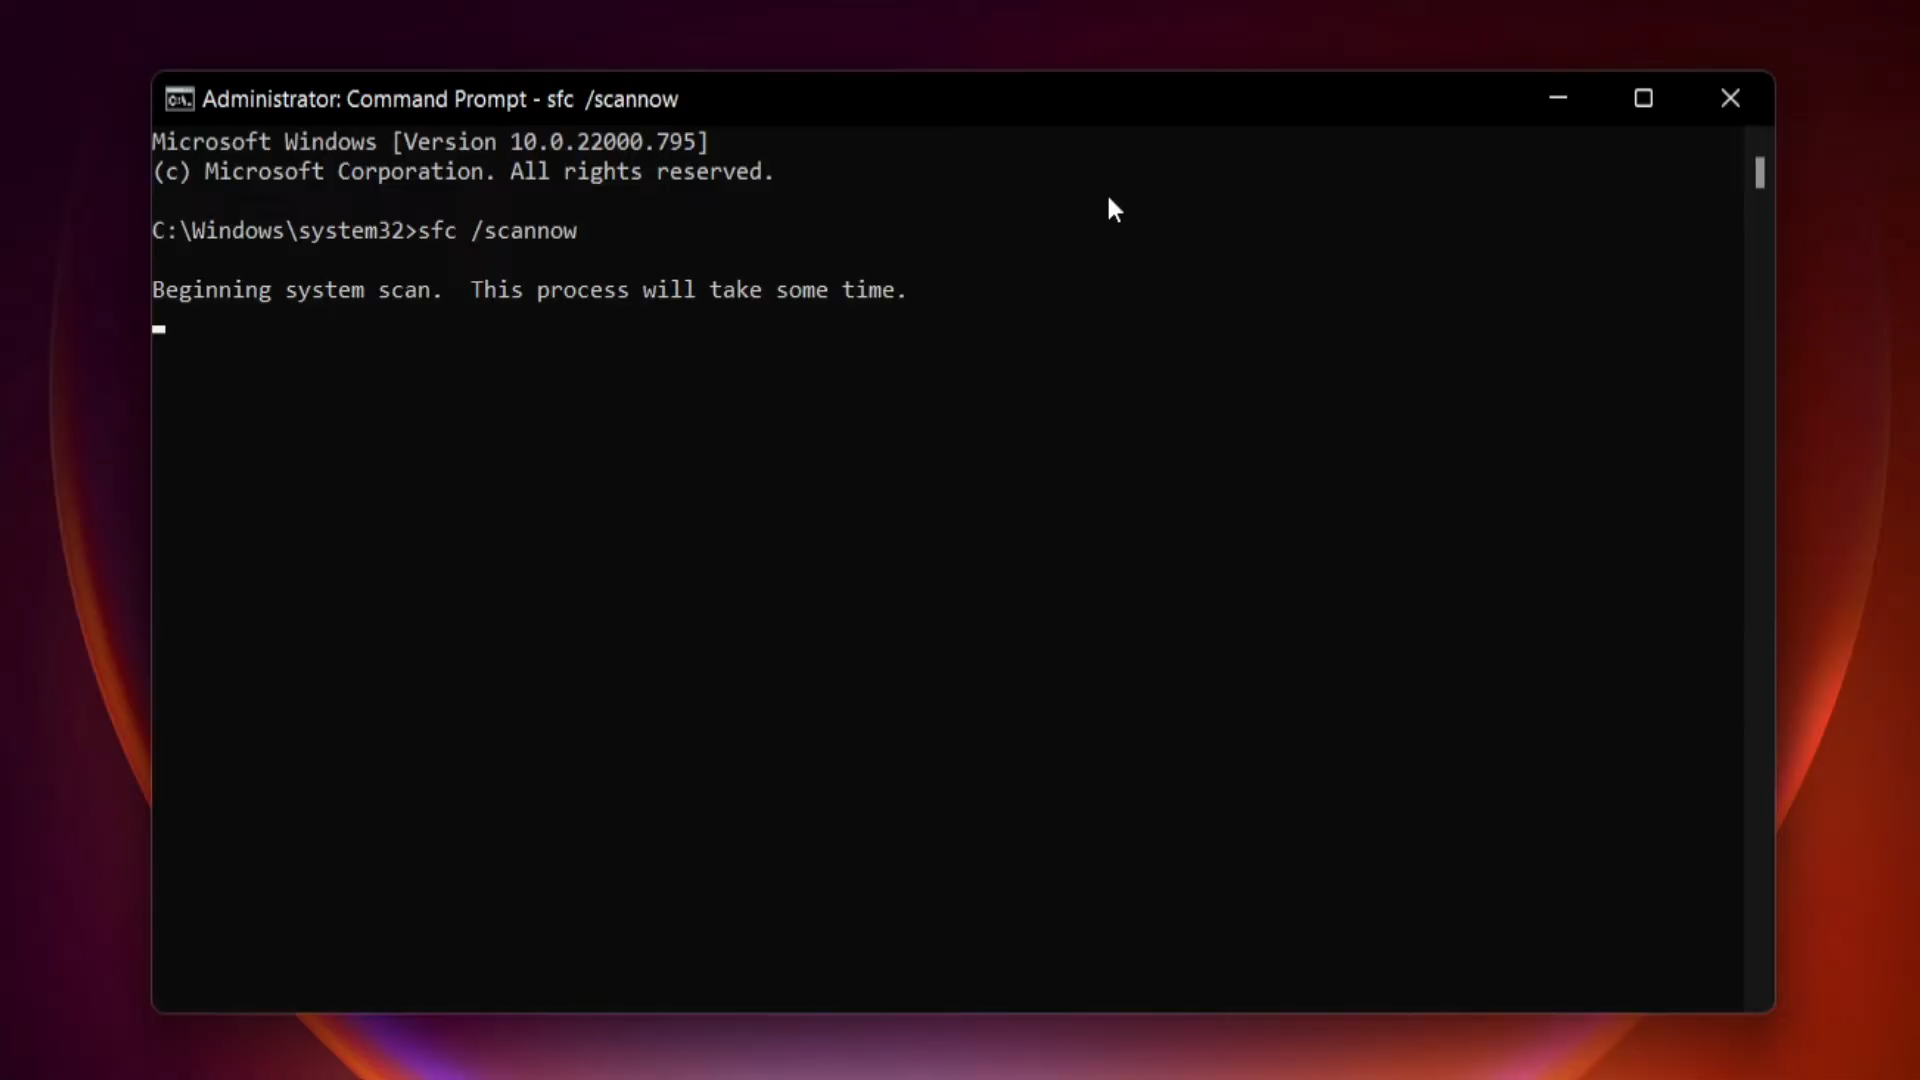 Administrator: Command Prompt - sfc  /scannow
Microsoft Windows [Version 10.0.22000.795]
(c) Microsoft Corporation. All rights reserved.
C:\Windows\system32>sfc /scannow
Beginning system scan.  This process will take some time.